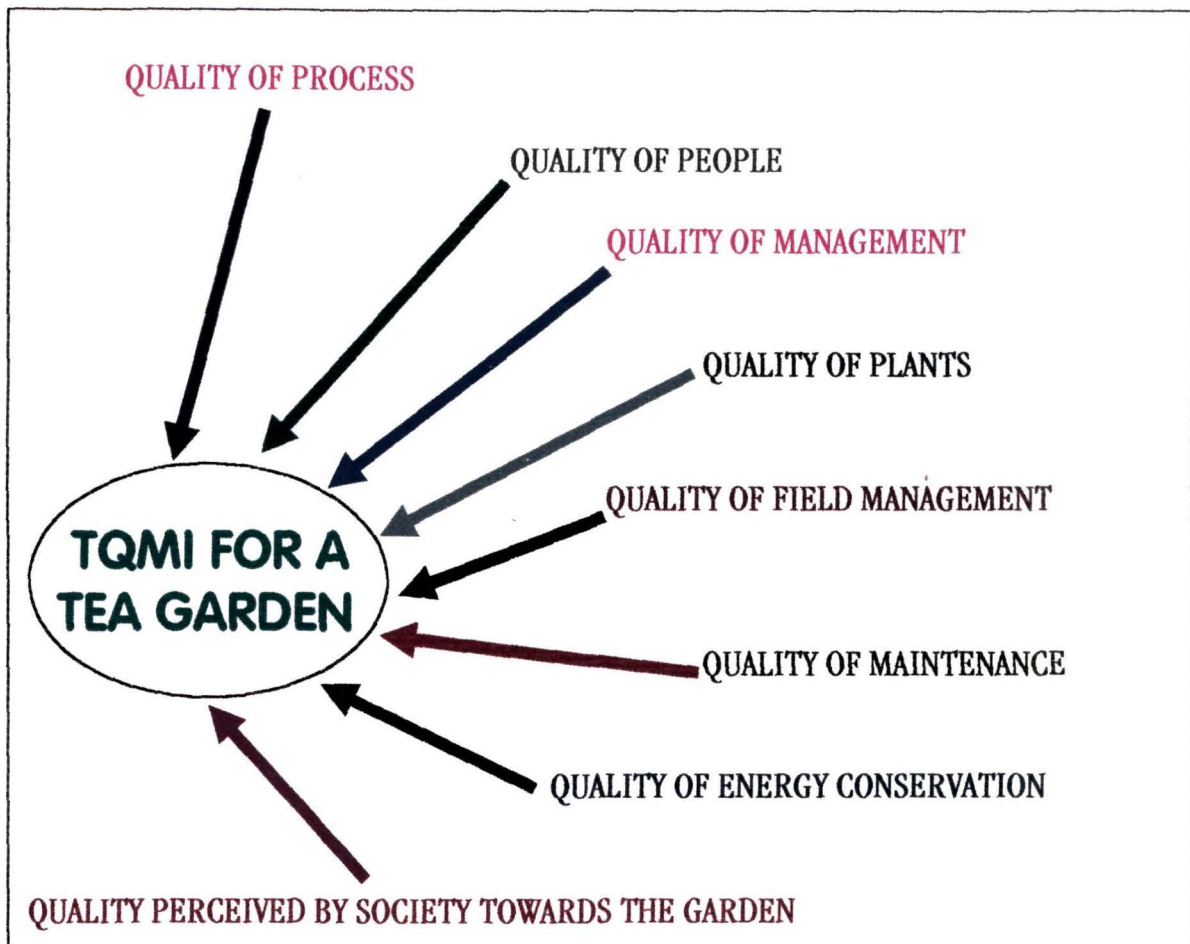 QUALITY OF PROCESS
QUALITY OF PEOPLE
QUALITY OF MANAGEMENT
QUALITY OF PLANTS
QUALITY OF FIELD MANAGEMENT
TQMI FOR A
TEA GARDEN
QUALITY OF MAINTENANCE
QUALITY OF ENERGY CONSERVATION
QUALITY PERCEIVED BY SOCIETY TOWARDS THE GARDEN